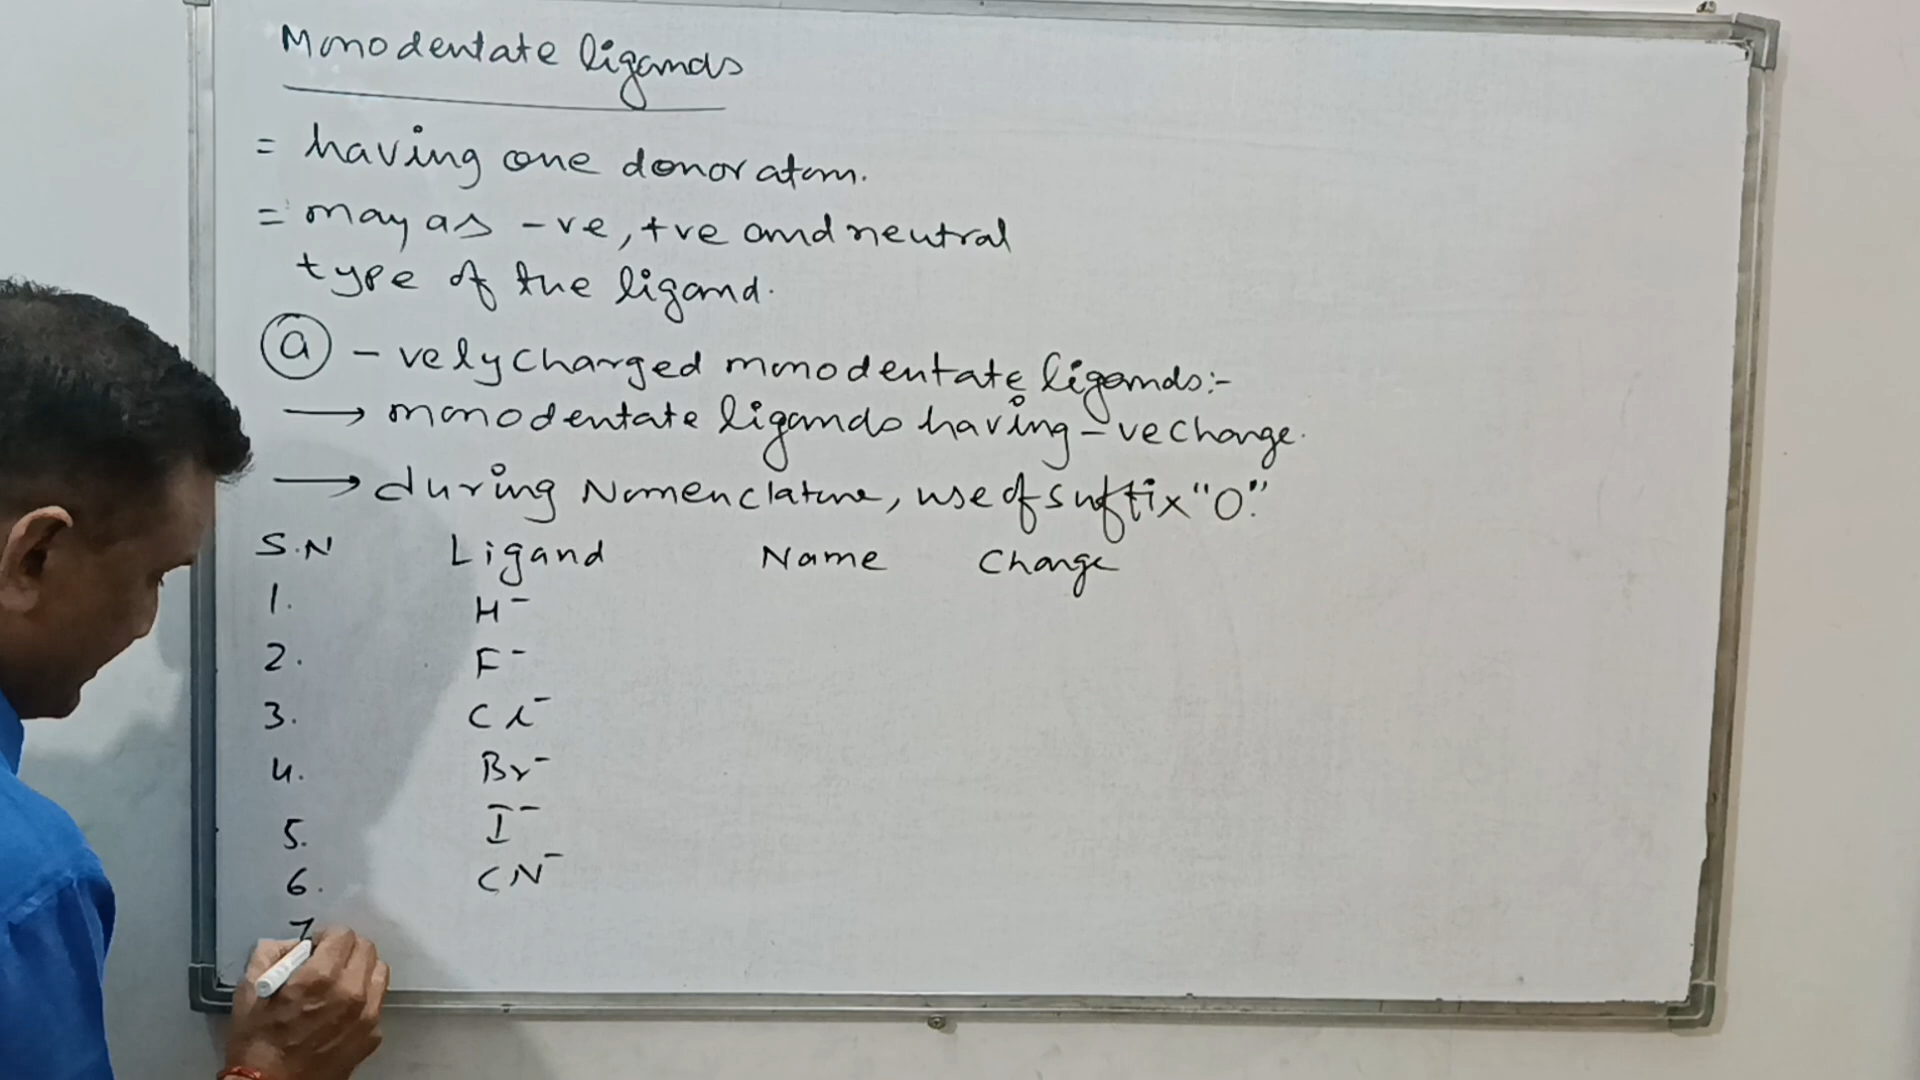 Monodentate ligands
= having one donor atom.
= may as -ve, +ve and neutral
type of the ligand.
(a) -vely charged monodentate ligands:-
→ monodentate ligands having -ve charge.
→ during Nomenclature, use of suffix "O".
S.N Ligand Name Charge
1. H⁻
2. F⁻
3. Cl⁻
4. Br⁻
5. I⁻
6. CN⁻
7